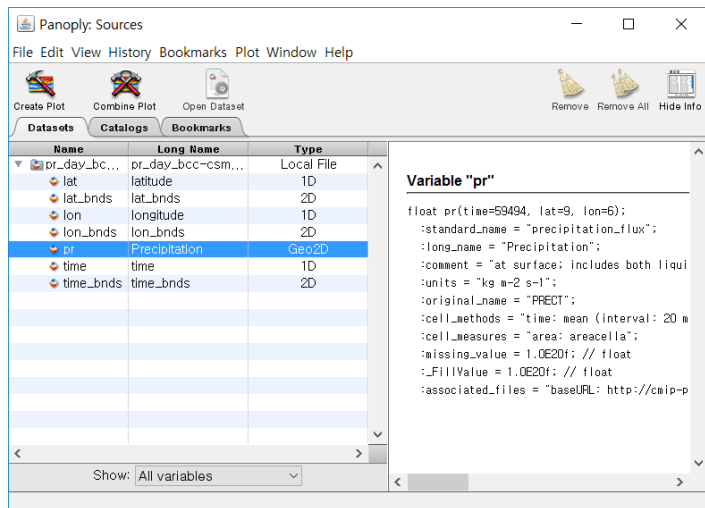 Panoply: Sources
File Edit View History Bookmarks Plot Window Help
Create Plot Combine Plot Open Dataset Remove Remove All Hide Info
Datasets Catalogs Bookmarks
Name Long Name Type
pr_day_bc... pr_day_bcc-csm... Local File
lat latitude 1D
lat_bnds lat_bnds 2D
lon longitude 1D
lon_bnds lon_bnds 2D
pr Precipitation Geo2D
time time 1D
time_bnds time_bnds 2D
Show: All variables
Variable "pr"
float pr(time=59494, lat=9, lon=6);
:standard_name = "precipitation_flux";
:long_name = "Precipitation";
:comment = "at surface; includes both liqui
:units = "kg m-2 s-1";
:original_name = "PRECT";
:cell_methods = "time: mean (interval: 20 m
:cell_measures = "area: areacella";
:missing_value = 1.0E20f; // float
:_FillValue = 1.0E20f; // float
:associated_files = "baseURL: http://cmip-p